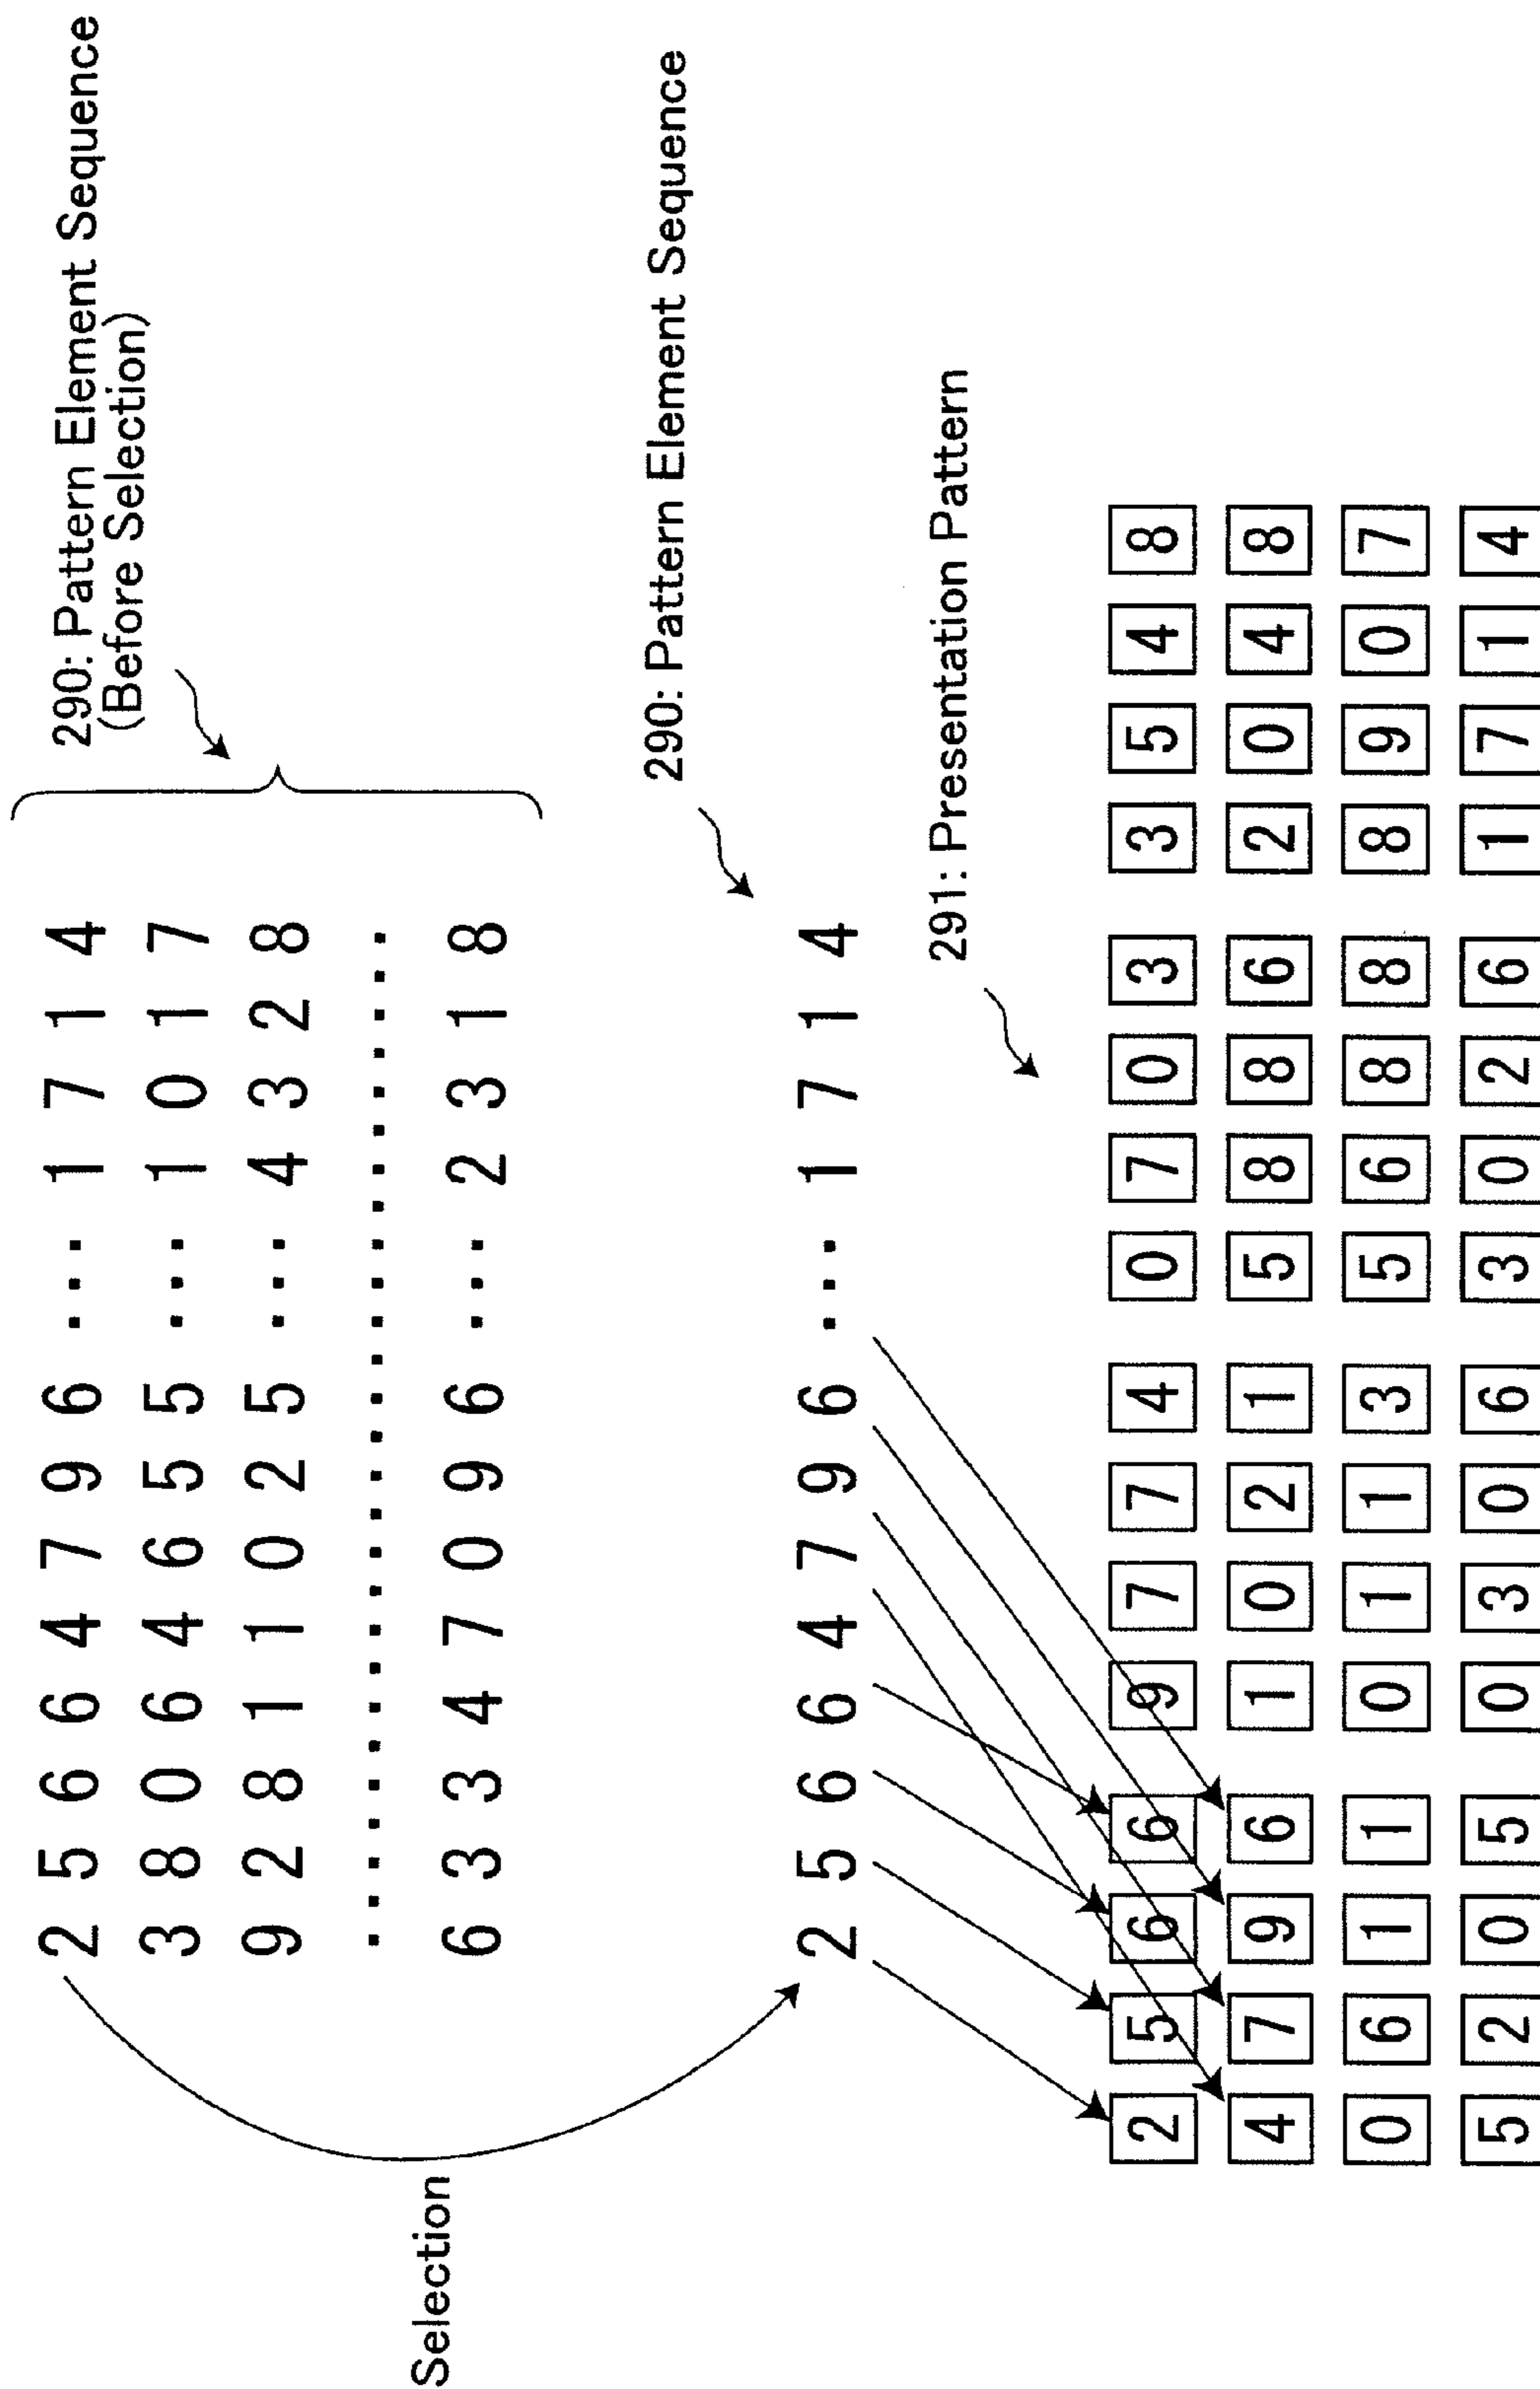 290: Pattern Element Sequence
(Before Selection)
2 5 6 6 4 7 9 6 ... 1 7 1 4
3 8 0 6 4 6 5 5 ... 1 0 1 7
9 2 8 1 1 0 2 5 ... 4 3 2 8
6 3 3 4 7 0 9 6 ... 2 3 1 8
Selection
290: Pattern Element Sequence
2 5 6 6 4 7 9 6 ... 1 7 1 4
291: Presentation Pattern
2 5 6 6 9 7 7 4 0 7 0 3 3 5 4 8
4 7 9 6 1 0 2 1 5 8 8 6 2 0 4 8
0 6 1 1 0 1 1 3 5 6 8 8 8 9 0 7
5 2 0 5 0 3 0 6 3 0 2 6 1 7 1 4